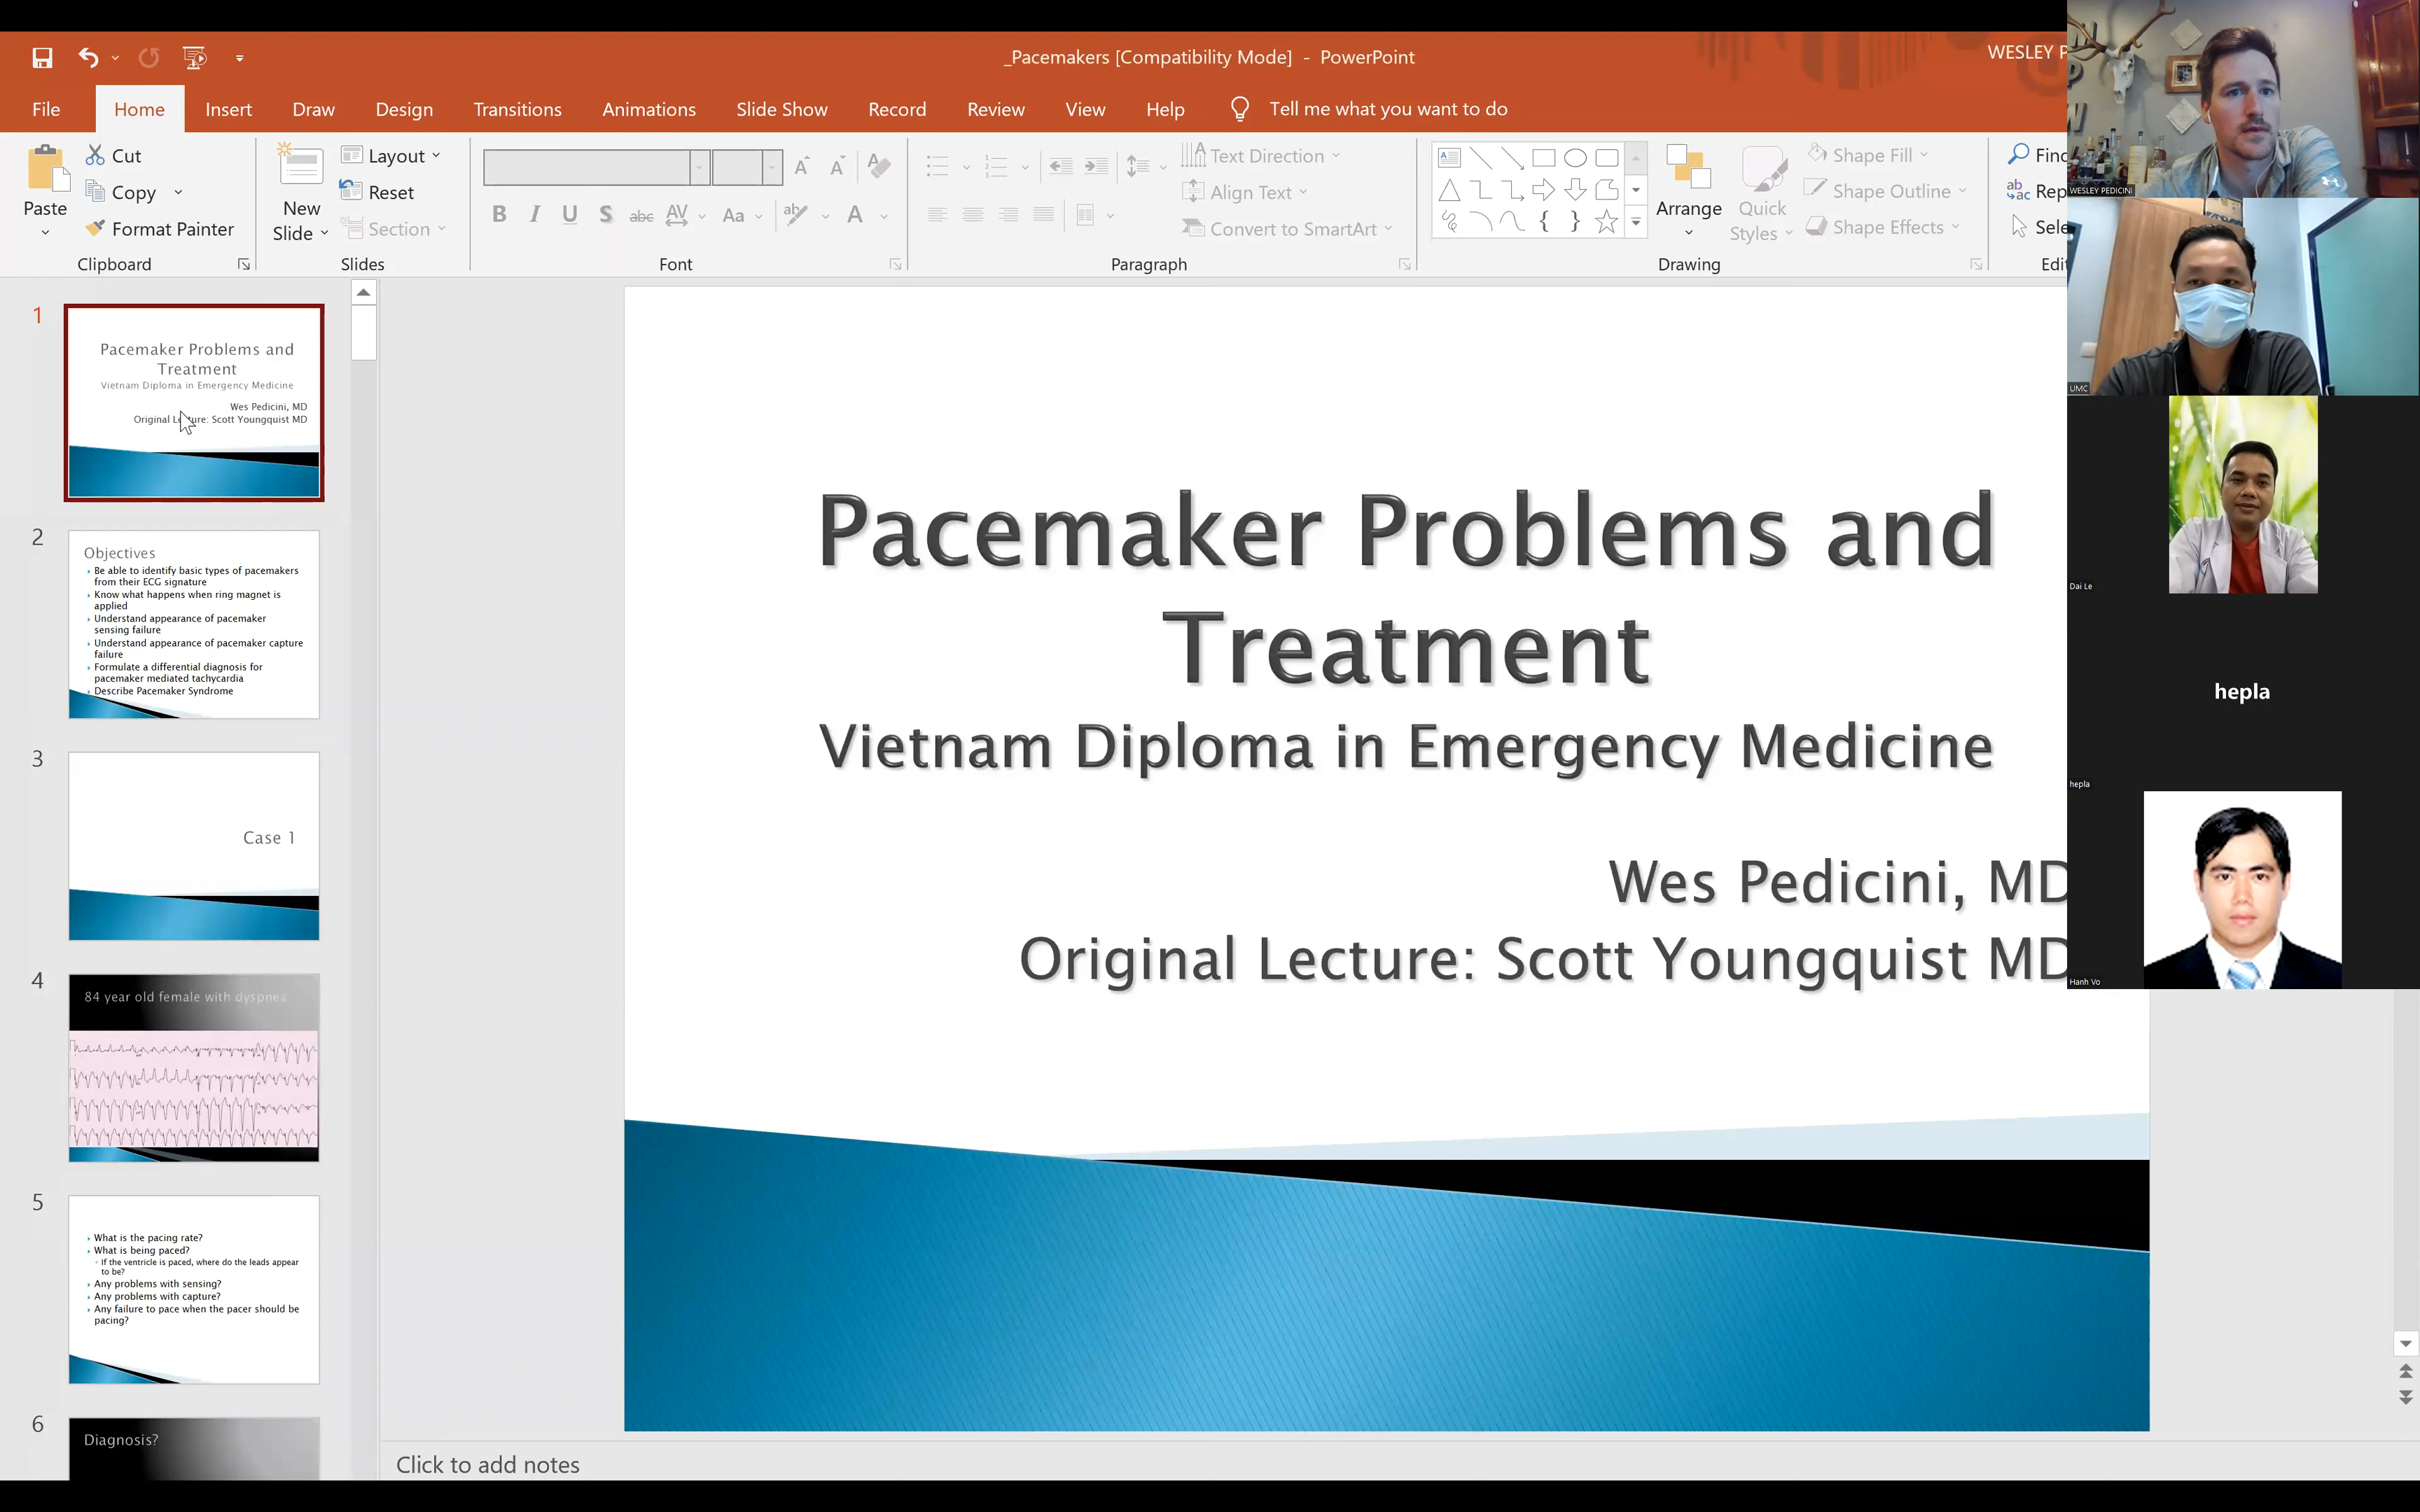 _Pacemakers [Compatibility Mode] - PowerPoint
WESLEY P
File Home Insert Draw Design Transitions Animations Slide Show Record Review View Help Tell me what you want to do
Paste
Cut
Copy
Format Painter
Clipboard
New
Slide
Layout
Reset
Section
Slides
B I U S abc AV Aa A
Font
Text Direction
Align Text
Convert to SmartArt
Paragraph
Arrange
Quick
Styles
Shape Fill
Shape Outline
Shape Effects
Drawing
Find
Rep
Sele
Edit
1
Pacemaker Problems and
Treatment
Vietnam Diploma in Emergency Medicine
Wes Pedicini, MD
Original Lecture: Scott Youngquist MD
2
Objectives
Be able to identify basic types of pacemakers
from their ECG signature
Know what happens when ring magnet is
applied
Understand appearance of pacemaker
sensing failure
Understand appearance of pacemaker capture
failure
Formulate a differential diagnosis for
pacemaker mediated tachycardia
Describe Pacemaker Syndrome
3
Case 1
4
84 year old female with dyspnea
5
What is the pacing rate?
What is being paced?
If the ventricle is paced, where do the leads appear
to be?
Any problems with sensing?
Any problems with capture?
Any failure to pace when the pacer should be
pacing?
6
Diagnosis?
Pacemaker Problems and
Treatment
Vietnam Diploma in Emergency Medicine
Wes Pedicini, MD
Original Lecture: Scott Youngquist MD
Click to add notes
WESLEY PEDICINI
UMC
Dai Le
hepla
hepla
Hanh Vo